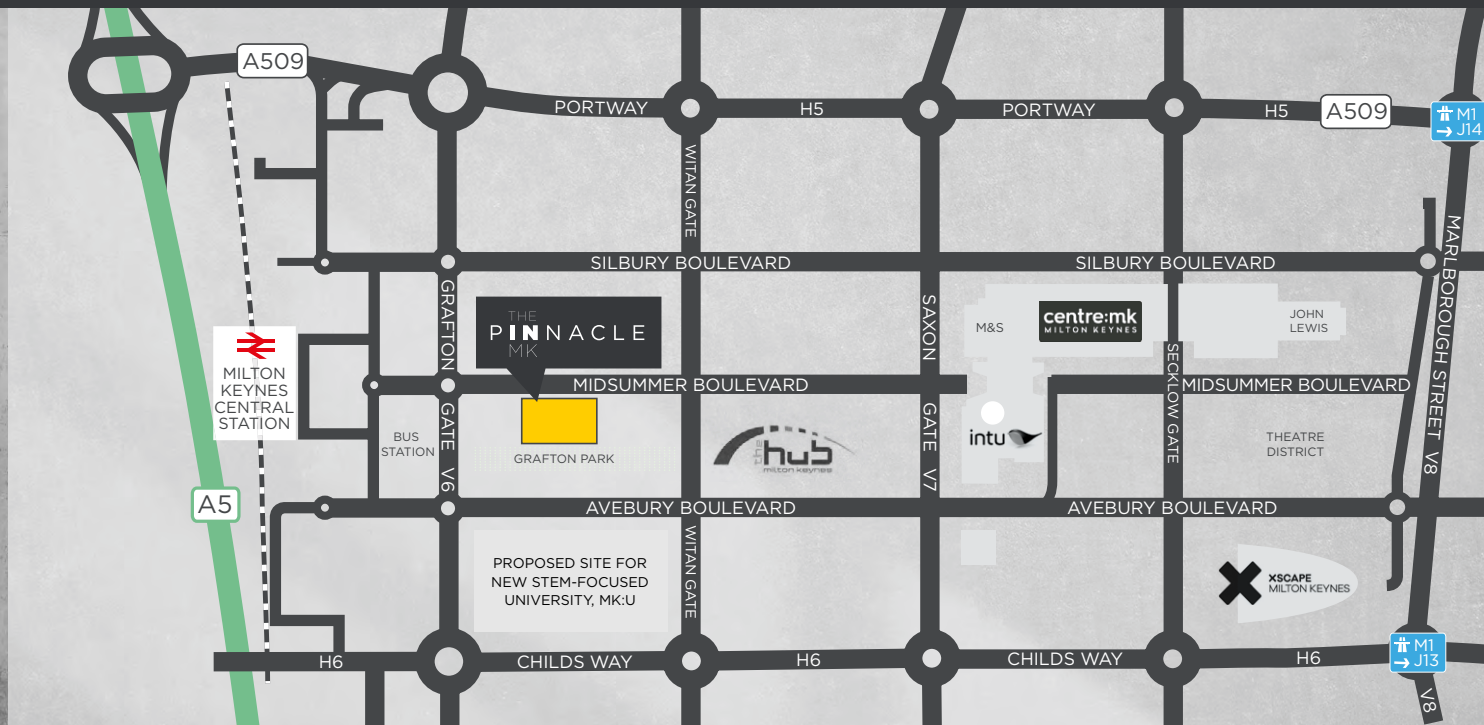 A509
PORTWAY
H5
PORTWAY
H5
A509
M1
J14
WITAN GATE
MARLBOROUGH STREET V8
SILBURY BOULEVARD
SILBURY BOULEVARD
GRAFTON GATE V6
THE
PINNACLE
MK
SAXON GATE V7
M&S
centre:mk
MILTON KEYNES
JOHN
LEWIS
MILTON
KEYNES
CENTRAL
STATION
MIDSUMMER BOULEVARD
SECKLOW GATE
MIDSUMMER BOULEVARD
BUS
STATION
GRAFTON PARK
the hub
milton keynes
intu
THEATRE
DISTRICT
A5
AVEBURY BOULEVARD
AVEBURY BOULEVARD
PROPOSED SITE FOR
NEW STEM-FOCUSED
UNIVERSITY, MK:U
WITAN GATE
XSCAPE
MILTON KEYNES
H6
CHILDS WAY
H6
CHILDS WAY
H6
M1
J13
V8